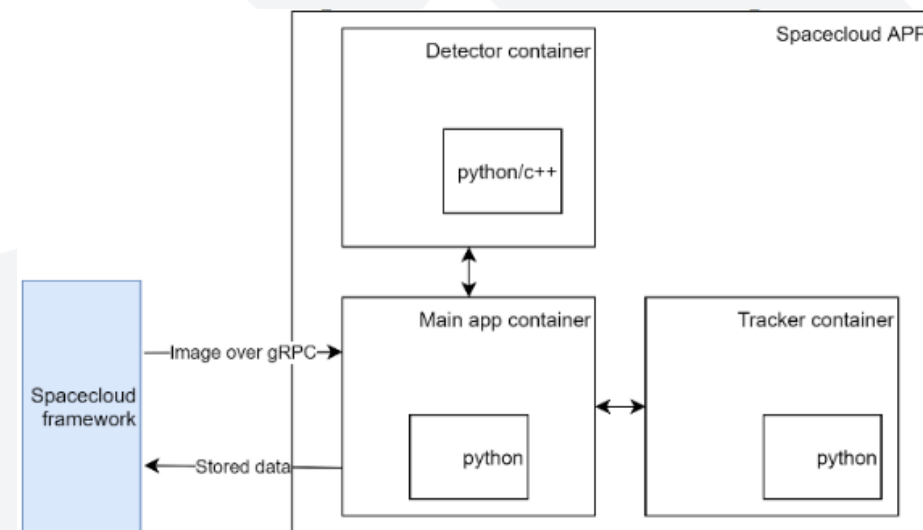 Spacecloud APP
Detector container
python/c++
Main app container
Tracker container
Image over gRPC
Spacecloud
framework
Stored data
python
python